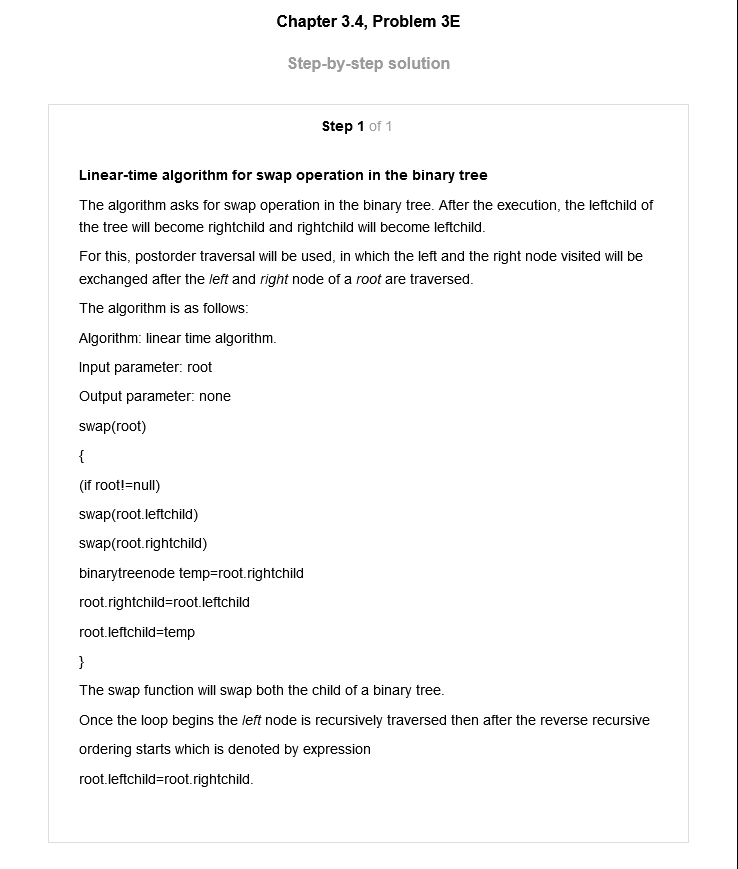 Chapter 3.4, Problem 3E
Step-by-step solution
Step 1 of 1
Linear-time algorithm for swap operation in the binary tree
The algorithm asks for swap operation in the binary tree. After the execution, the leftchild of
the tree will become rightchild and rightchild will become leftchild.
For this, postorder traversal will be used, in which the left and the right node visited will be
exchanged after the left and right node of a root are traversed.
The algorithm is as follows:
Algorithm: linear time algorithm.
Input parameter: root
Output parameter: none
swap(root)
{
(if root!=null)
swap(root.leftchild)
swap(root.rightchild)
binarytreenode temp=root.rightchild
root.rightchild=root.leftchild
root.leftchild=temp
}
The swap function will swap both the child of a binary tree.
Once the loop begins the left node is recursively traversed then after the reverse recursive
ordering starts which is denoted by expression
root.leftchild=root.rightchild.